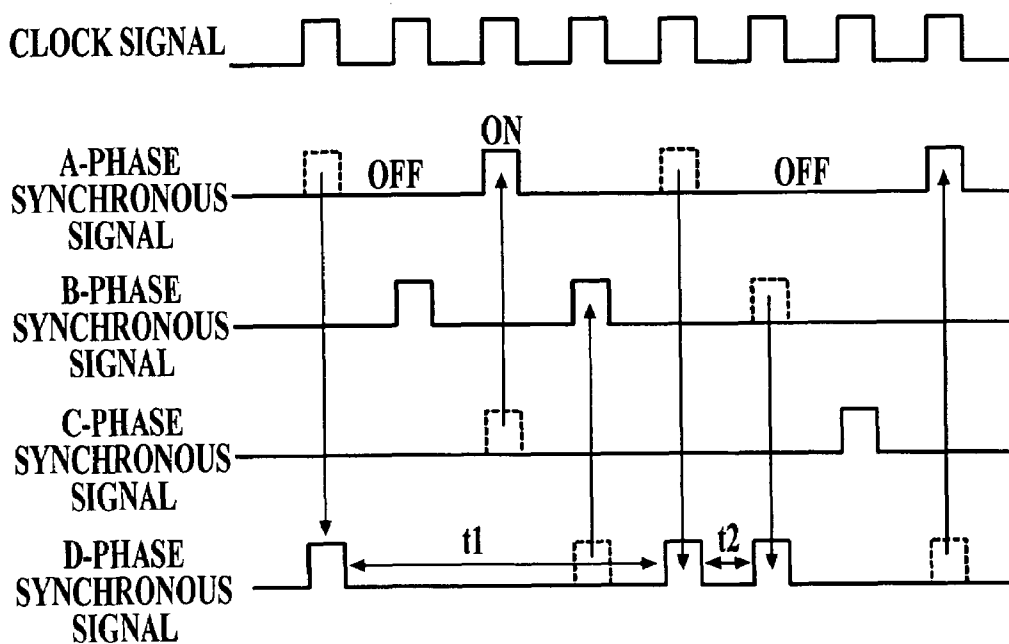 CLOCK SIGNAL
ON
A-PHASE
SYNCHRONOUS
SIGNAL
OFF
OFF
B-PHASE
SYNCHRONOUS
SIGNAL
C-PHASE
SYNCHRONOUS
SIGNAL
D-PHASE
SYNCHRONOUS
SIGNAL
t1
t2